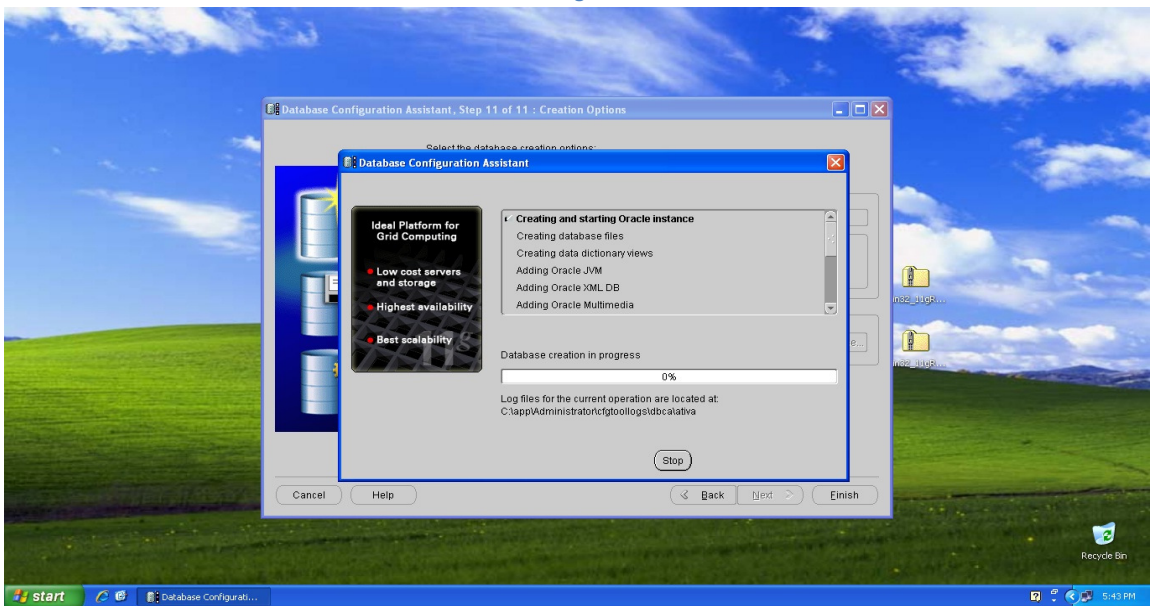 Database Configuration Assistant, Step 11 of 11 : Creation Options
Select the database creation options:
Database Configuration Assistant
Ideal Platform for
Grid Computing
Low cost servers
and storage
Highest availability
Best scalability
11g
Creating and starting Oracle instance
Creating database files
Creating data dictionary views
Adding Oracle JVM
Adding Oracle XML DB
Adding Oracle Multimedia
Database creation in progress
0%
Log files for the current operation are located at:
C:\app\Administrator\cfgtoollogs\dbca\ativa
Stop
Cancel
Help
Back
Next
Einish
Recycle Bin
start
Database Configurati...
5:43 PM